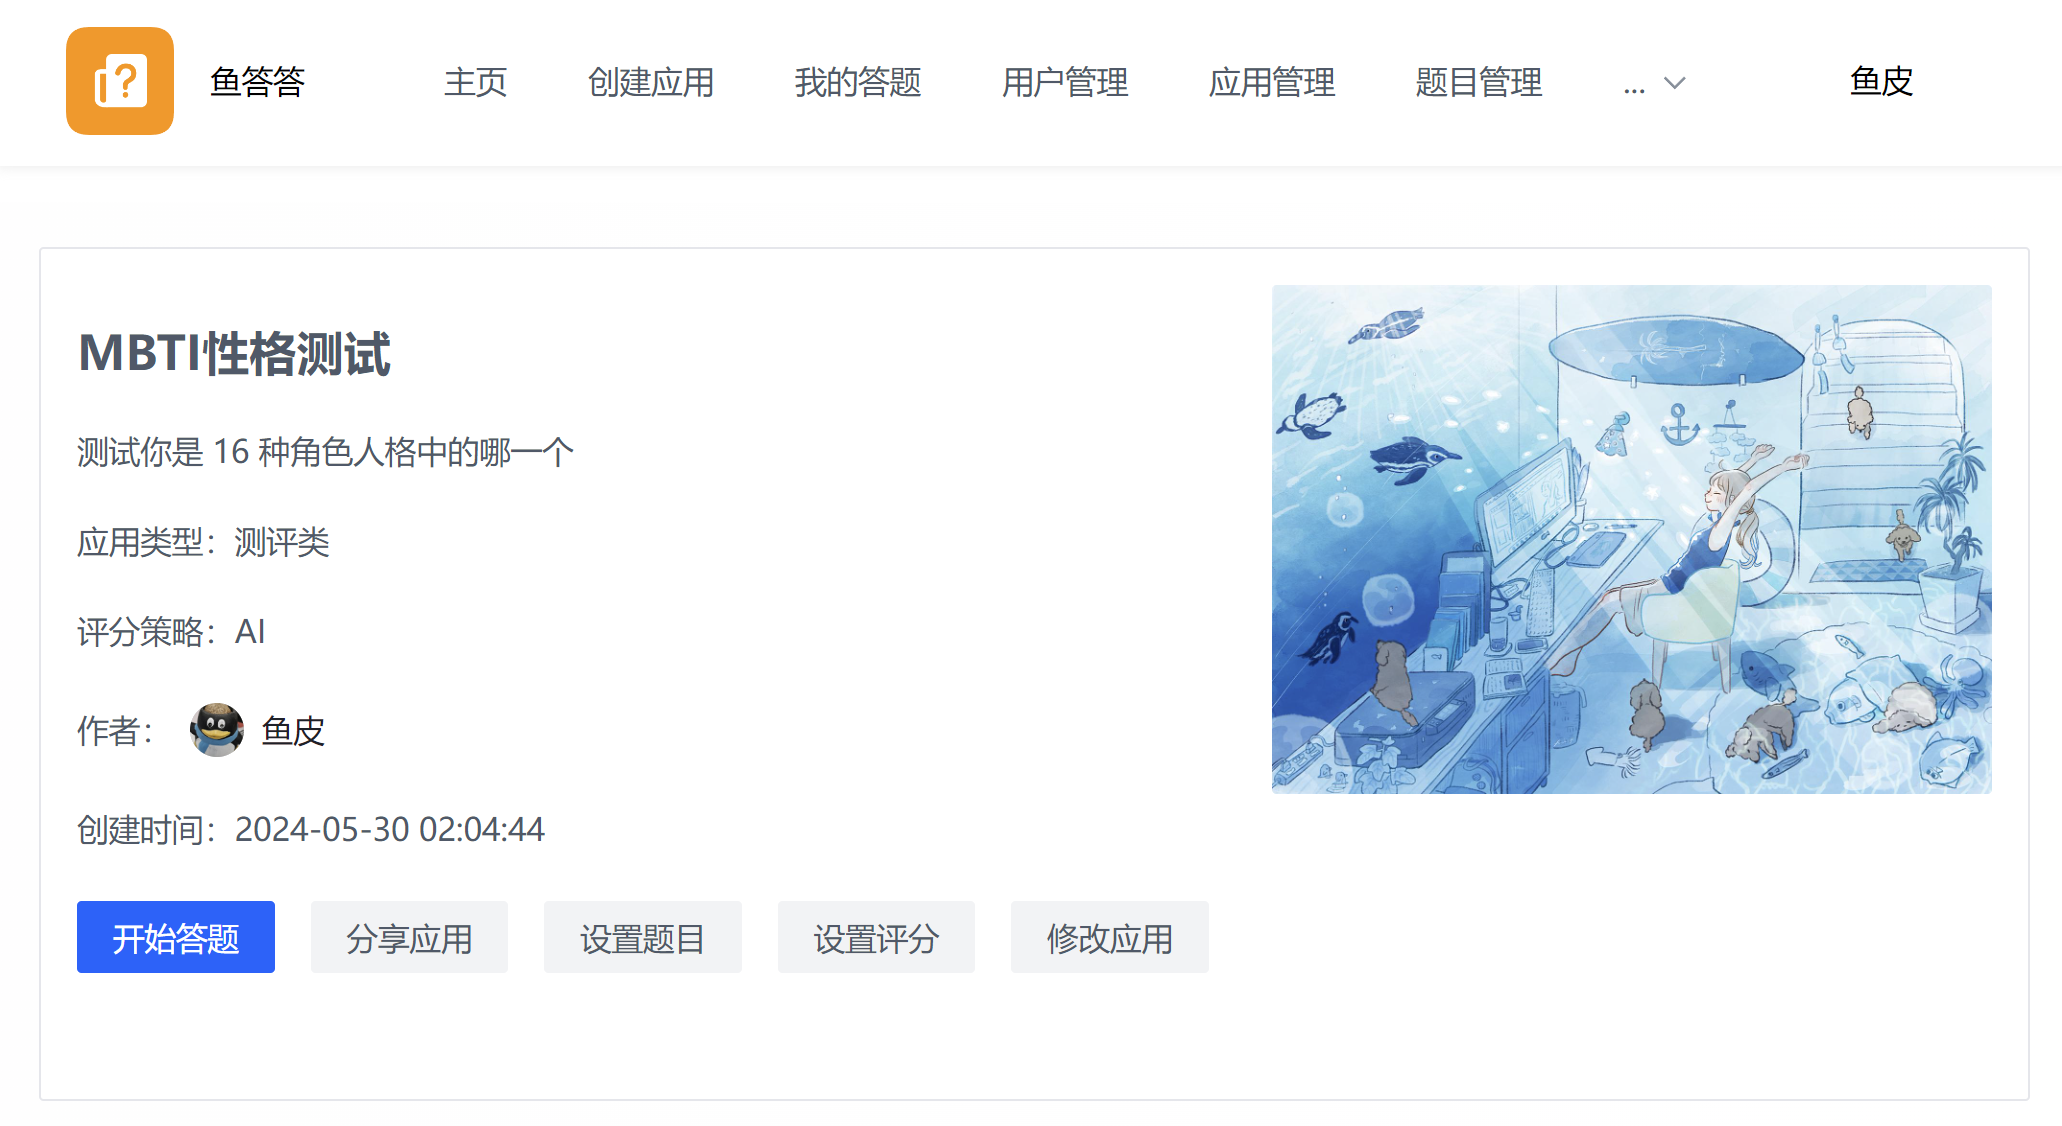 鱼答答 主页 创建应用 我的答题 用户管理 应用管理 题目管理 ... 鱼皮
MBTI性格测试
测试你是 16 种角色人格中的哪一个
应用类型：测评类
评分策略：AI
作者： 鱼皮
创建时间：2024-05-30 02:04:44
开始答题 分享应用 设置题目 设置评分 修改应用